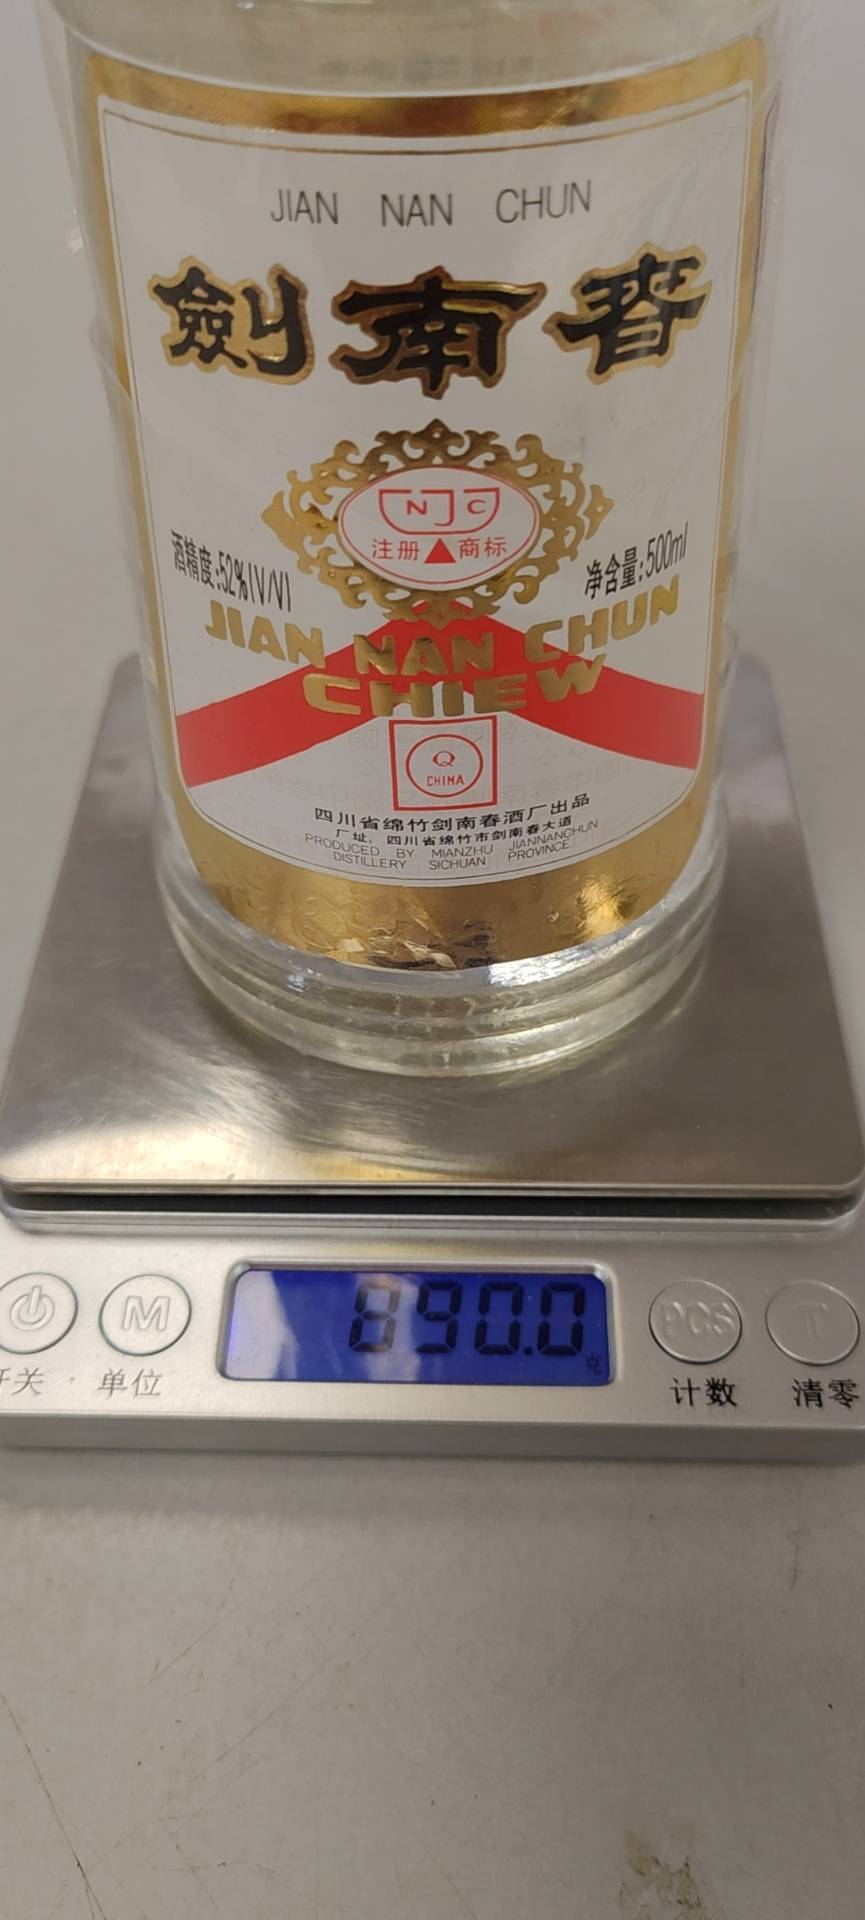 JIAN NAN CHUN
劍南春
N J C
注册 商标
酒精度:52%(V/V)
净含量:500ml
JIAN NAN CHUN
CHIEW
Q
CHINA
四川省绵竹剑南春酒厂出品
厂址:四川省绵竹市剑南春大道
PRODUCED BY MIANZHU JIANNANCHUN
DISTILLERY SICHUAN PROVINCE
890.0
克
M PCS T
开关 · 单位 计数 清零